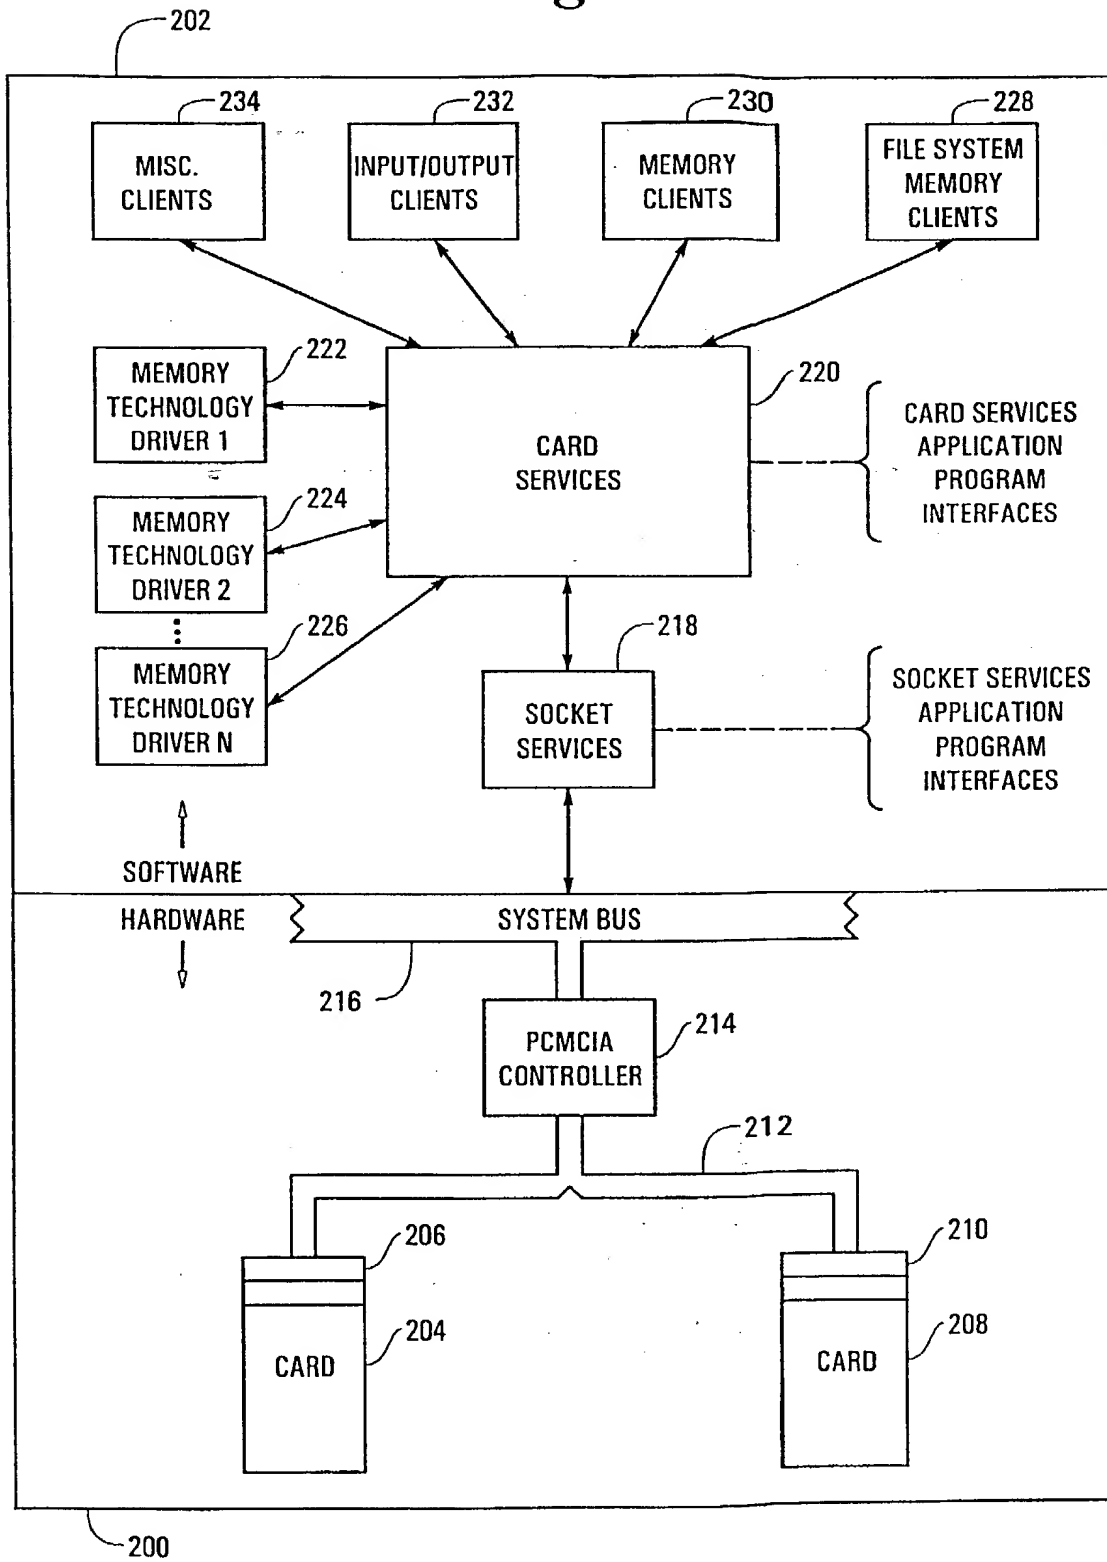 202
234
232
230
228
MISC.
CLIENTS
INPUT/OUTPUT
CLIENTS
MEMORY
CLIENTS
FILE SYSTEM
MEMORY
CLIENTS
222
MEMORY
TECHNOLOGY
DRIVER 1
220
CARD
SERVICES
CARD SERVICES
APPLICATION
PROGRAM
INTERFACES
224
MEMORY
TECHNOLOGY
DRIVER 2
226
MEMORY
TECHNOLOGY
DRIVER N
218
SOCKET
SERVICES
SOCKET SERVICES
APPLICATION
PROGRAM
INTERFACES
SOFTWARE
HARDWARE
SYSTEM BUS
216
PCMCIA
CONTROLLER
214
212
206
204
CARD
210
208
CARD
200